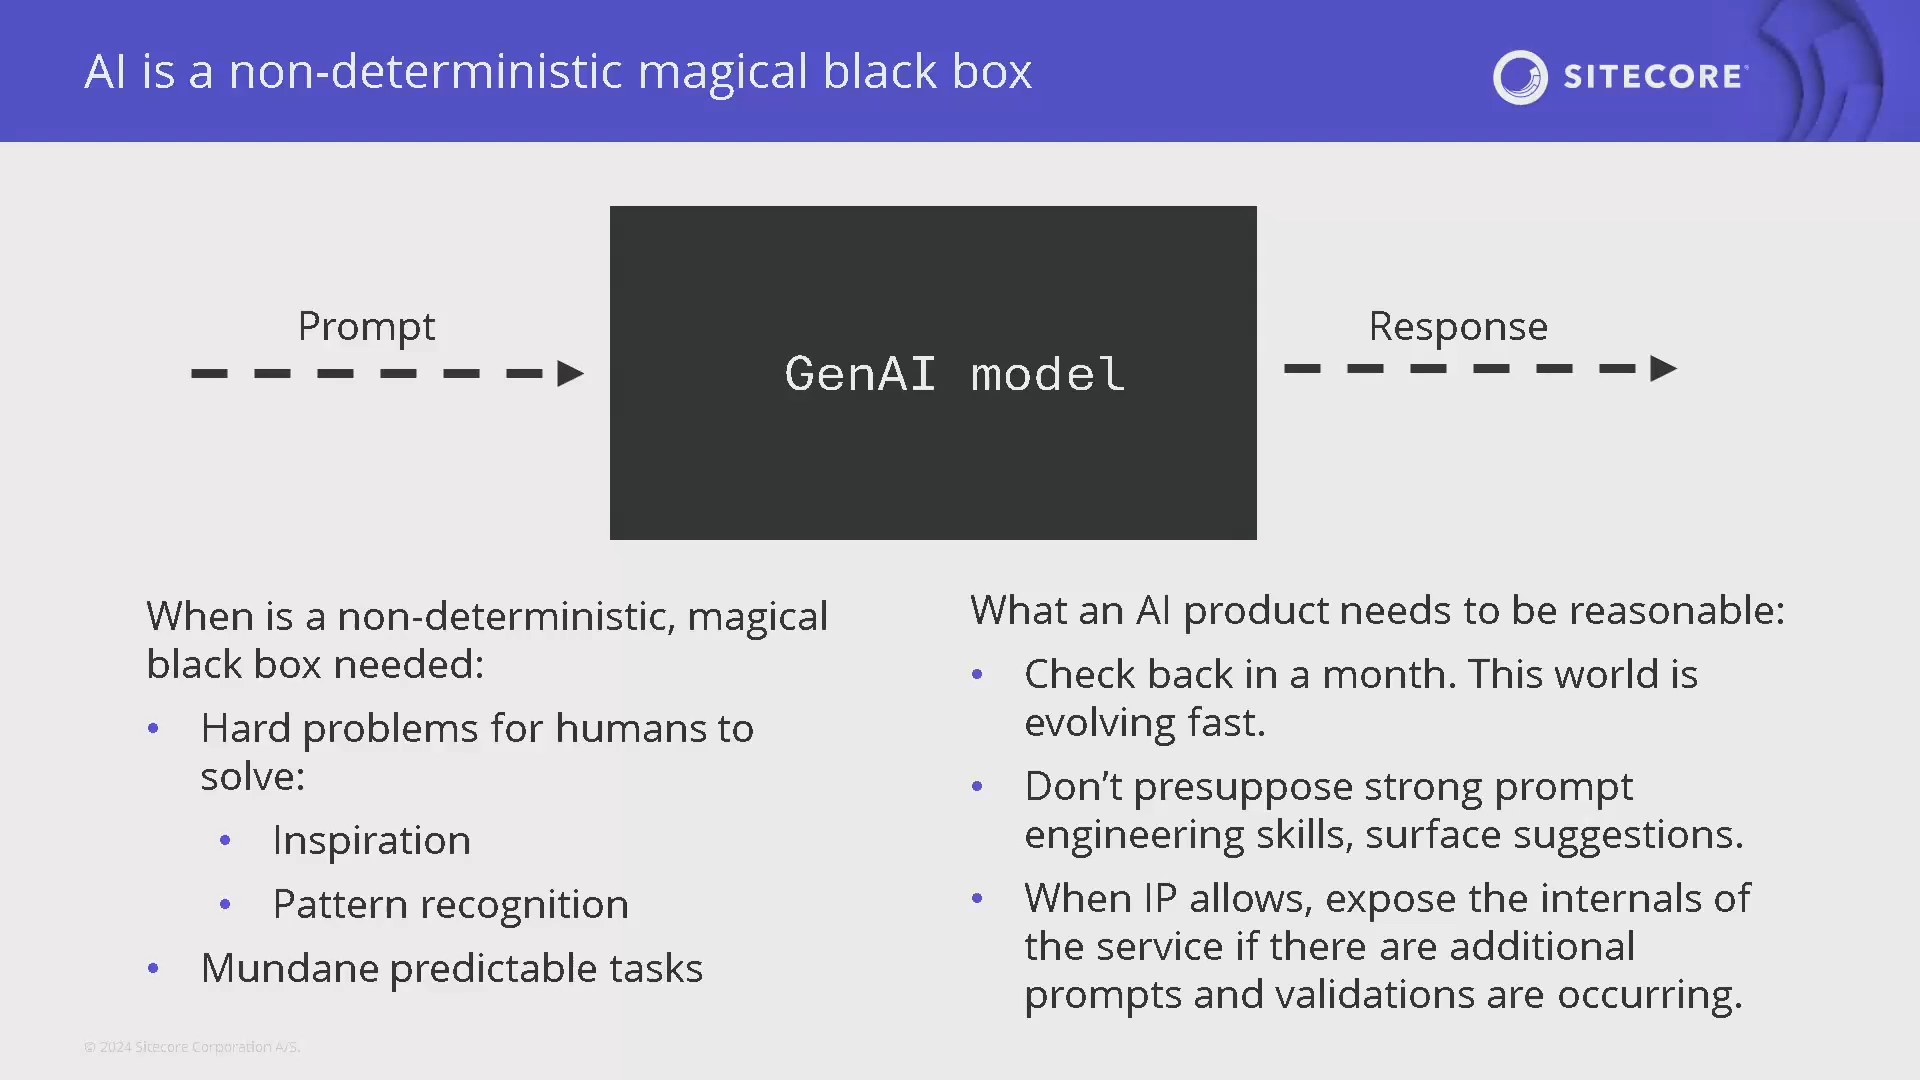 AI is a non-deterministic magical black box
SITECORE
Prompt
GenAI model
Response
When is a non-deterministic, magical
black box needed:
• Hard problems for humans to
solve:
• Inspiration
• Pattern recognition
• Mundane predictable tasks
What an AI product needs to be reasonable:
• Check back in a month. This world is
evolving fast.
• Don’t presuppose strong prompt
engineering skills, surface suggestions.
• When IP allows, expose the internals of
the service if there are additional
prompts and validations are occurring.
© 2024 Sitecore Corporation A/S.